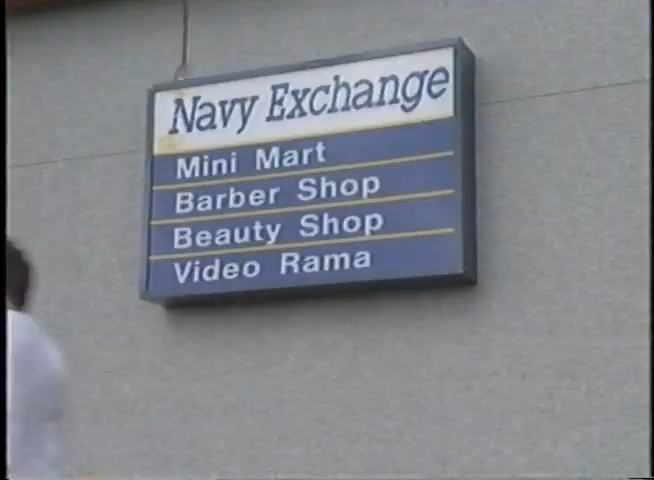 Navy Exchange
Mini Mart
Barber Shop
Beauty Shop
Video Rama